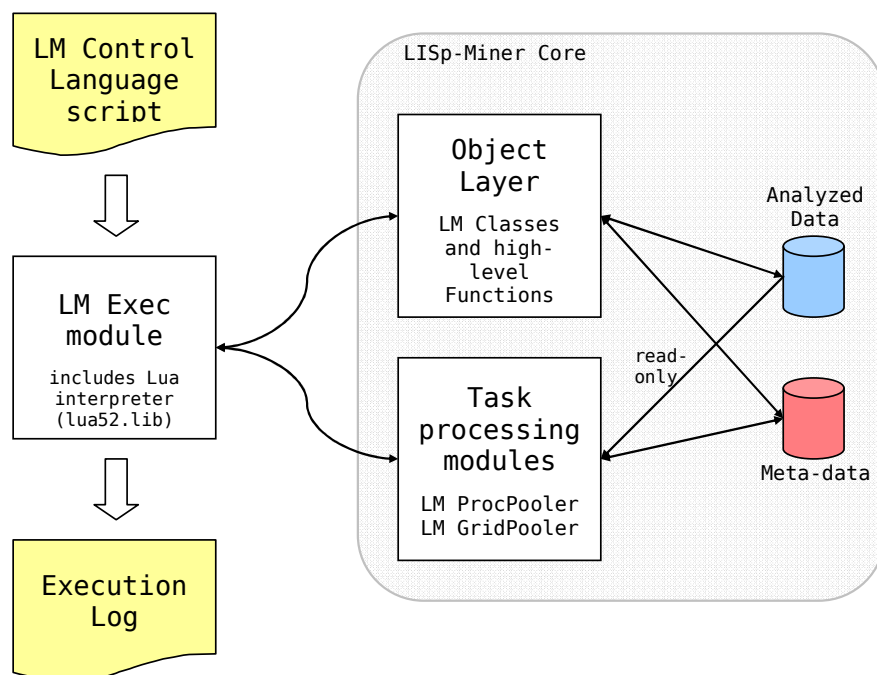 LM Control
Language
script
LM Exec
module
includes Lua
interpreter
(lua52.lib)
Execution
Log
LISp-Miner Core
Object
Layer
LM Classes
and high-
level
Functions
Task
processing
modules
LM ProcPooler
LM GridPooler
read-
only
Analyzed
Data
Meta-data